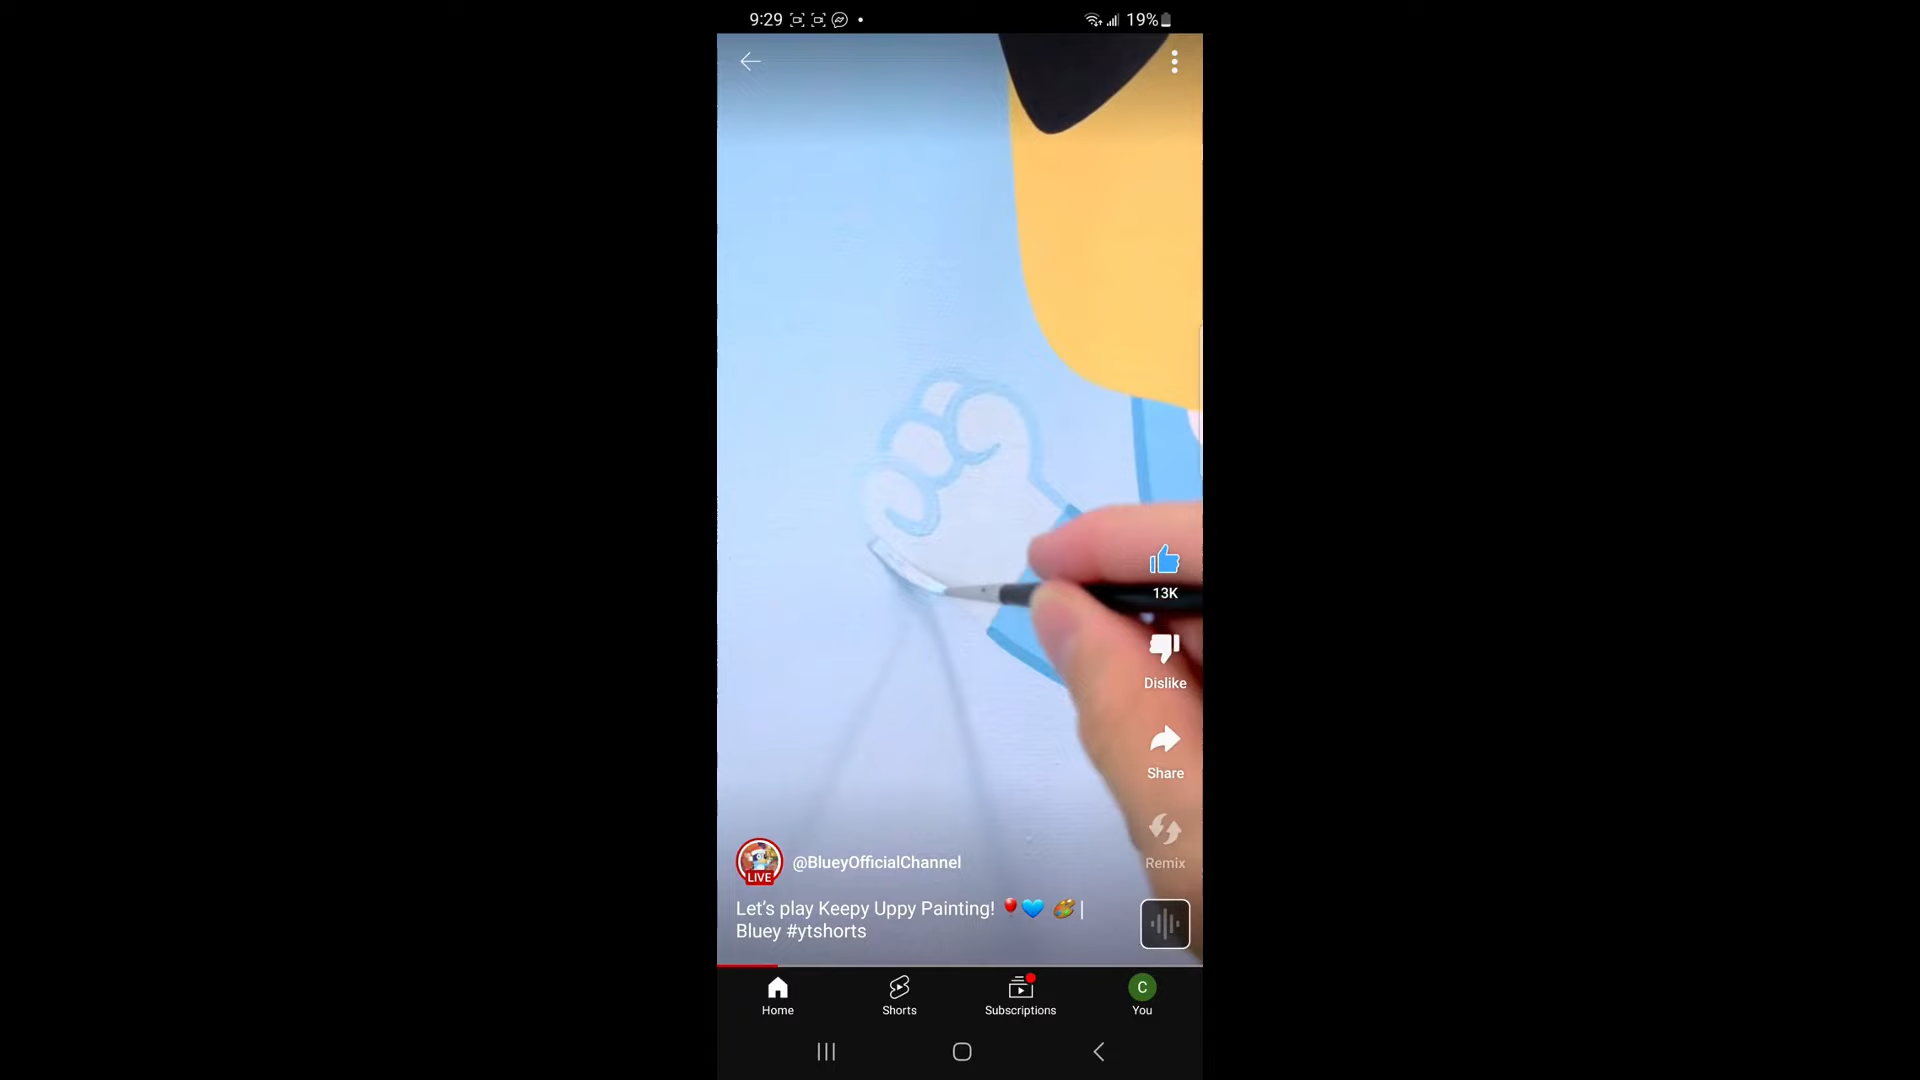 9:29
19%
13K
Dislike
Share
Remix
LIVE
@BlueyOfficialChannel
Let's play Keepy Uppy Painting! 🎈💙 🎨 |
Bluey #ytshorts
Home
Shorts
Subscriptions
C
You